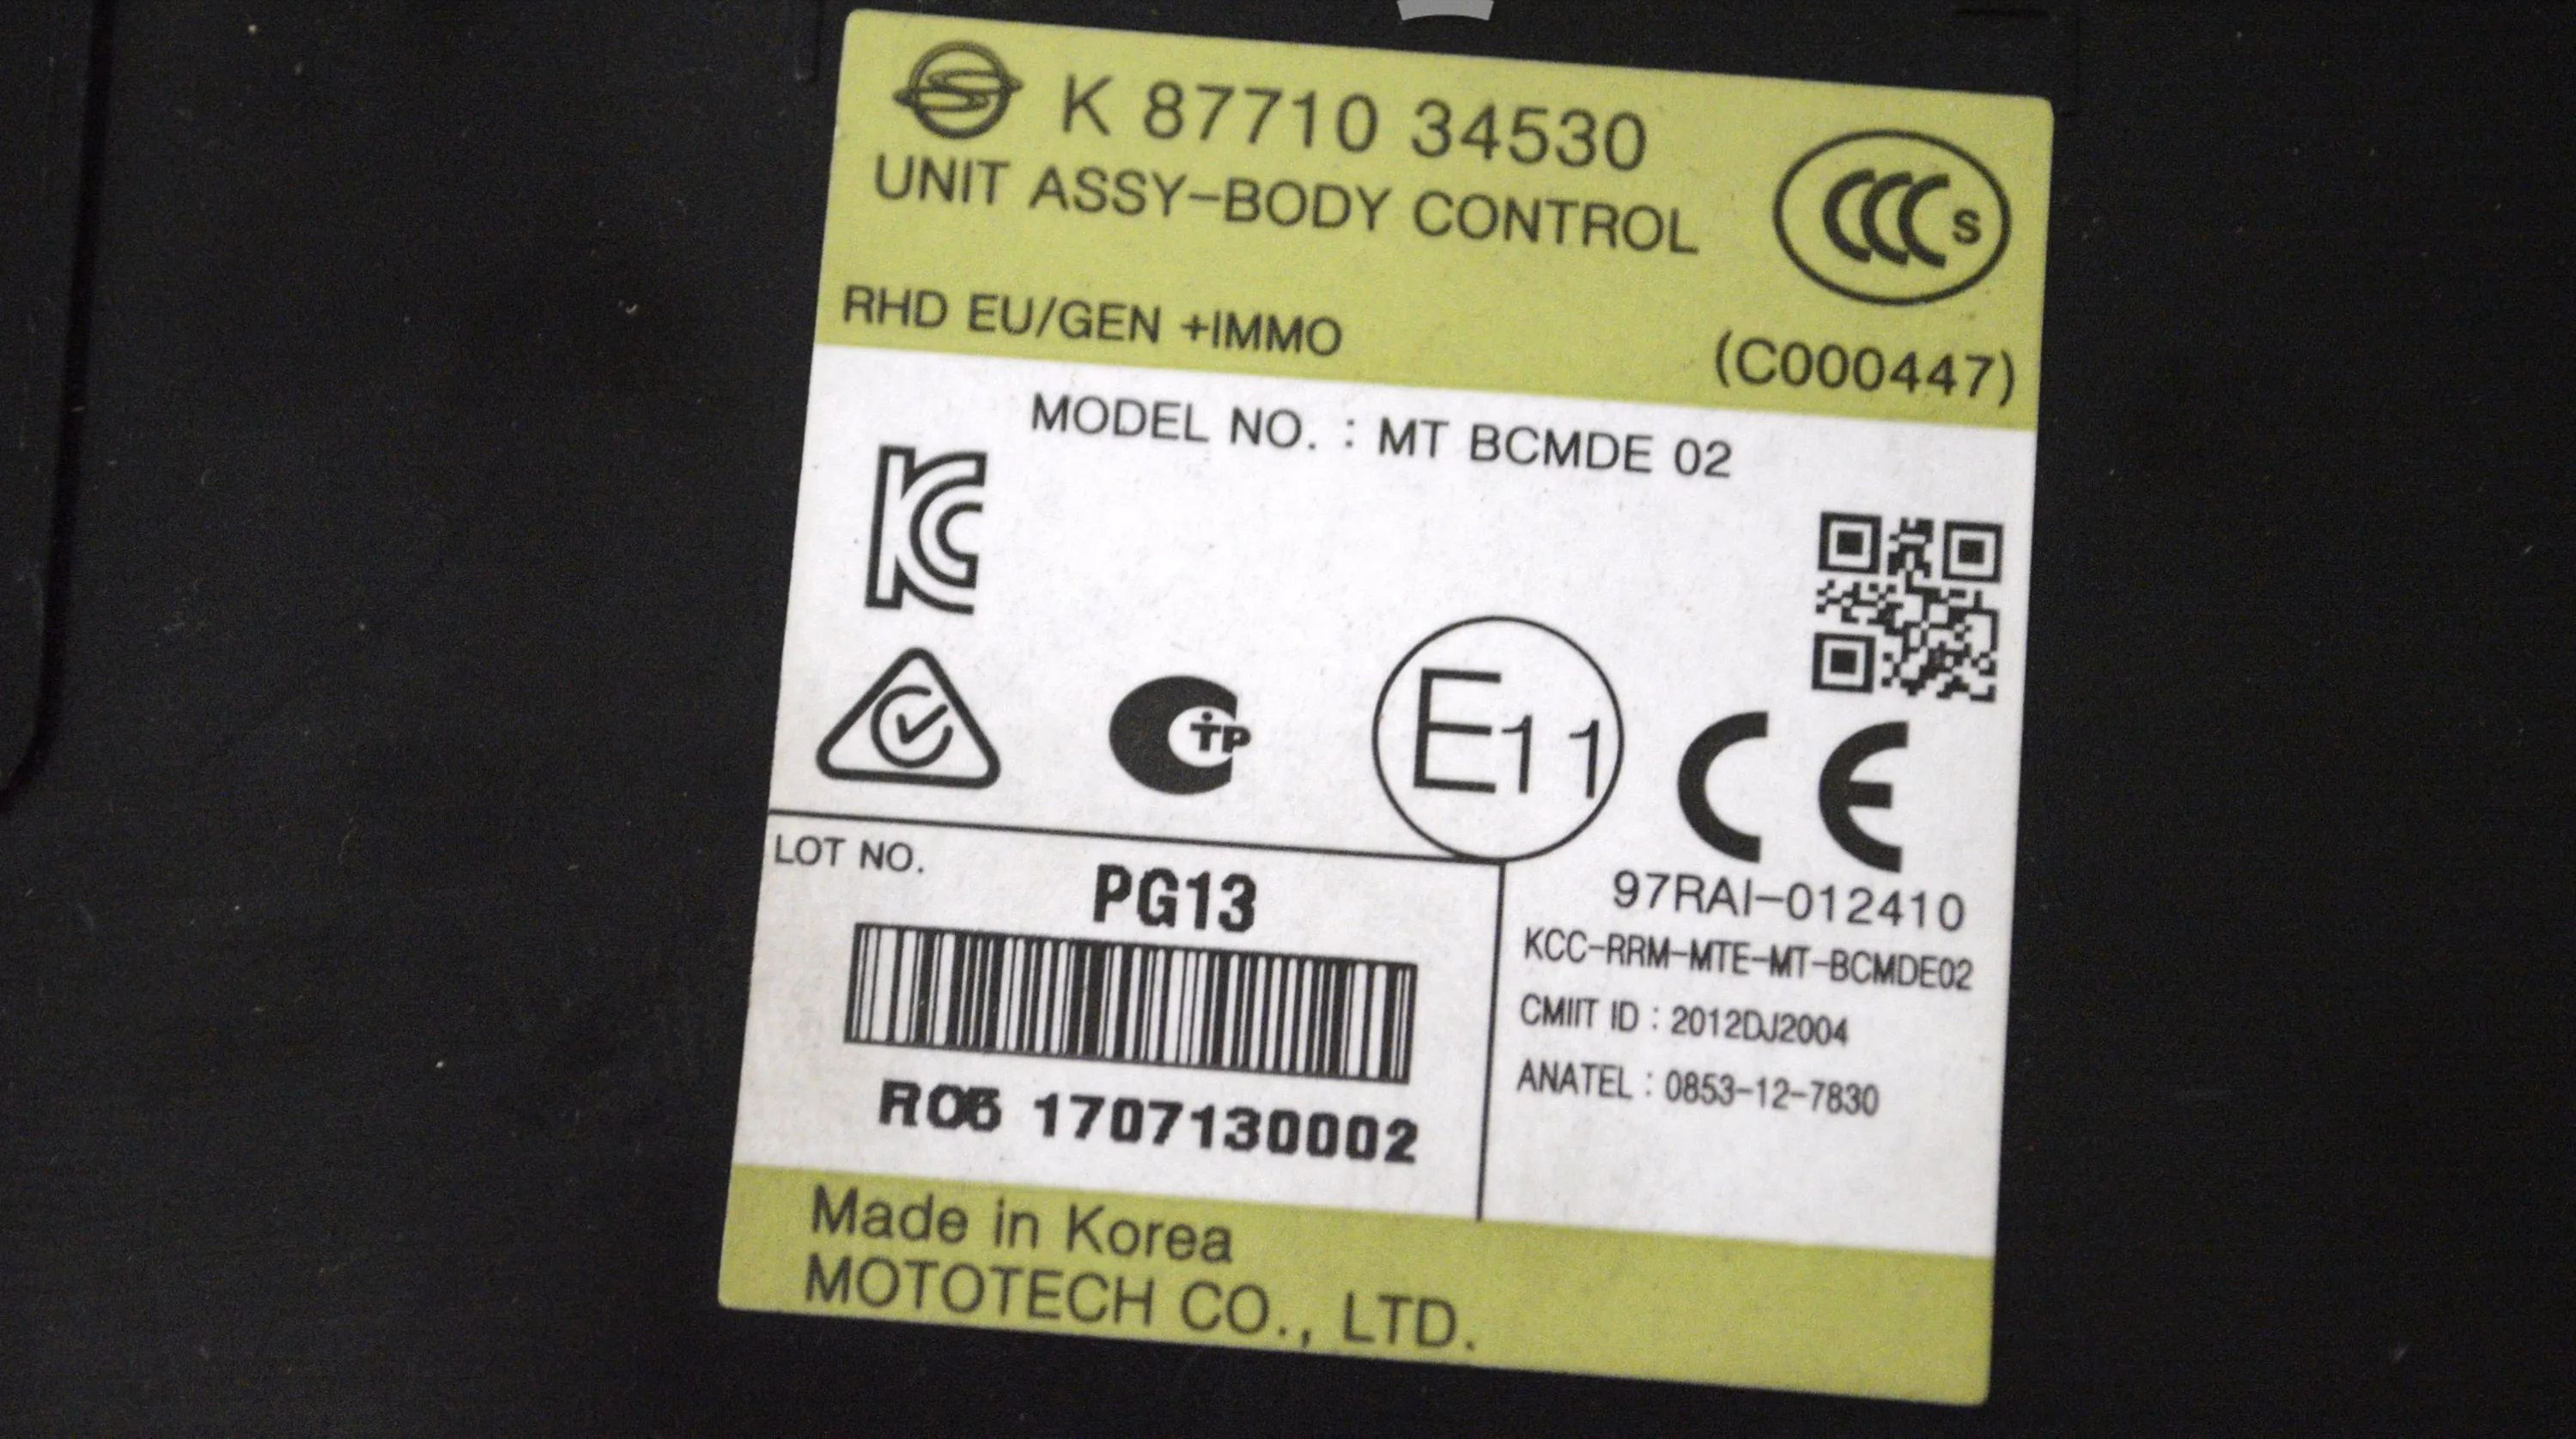 K 87710 34530
UNIT ASSY-BODY CONTROL
CCC S
RHD EU/GEN +IMMO
(C000447)
MODEL NO. : MT BCMDE 02
E11
CE
LOT NO.
PG13
97RAI-012410
KCC-RRM-MTE-MT-BCMDE02
CMIIT ID : 2012DJ2004
ANATEL : 0853-12-7830
1707130002
Made in Korea
MOTOTECH CO., LTD.